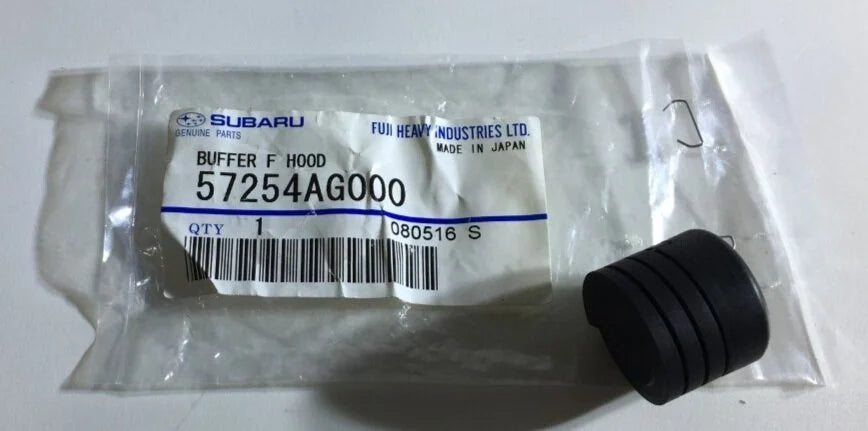 SUBARU
GENUINE PARTS
FUJI HEAVY INDUSTRIES LTD.
MADE IN JAPAN
BUFFER F HOOD
57254AG000
QTY 1 080516 S